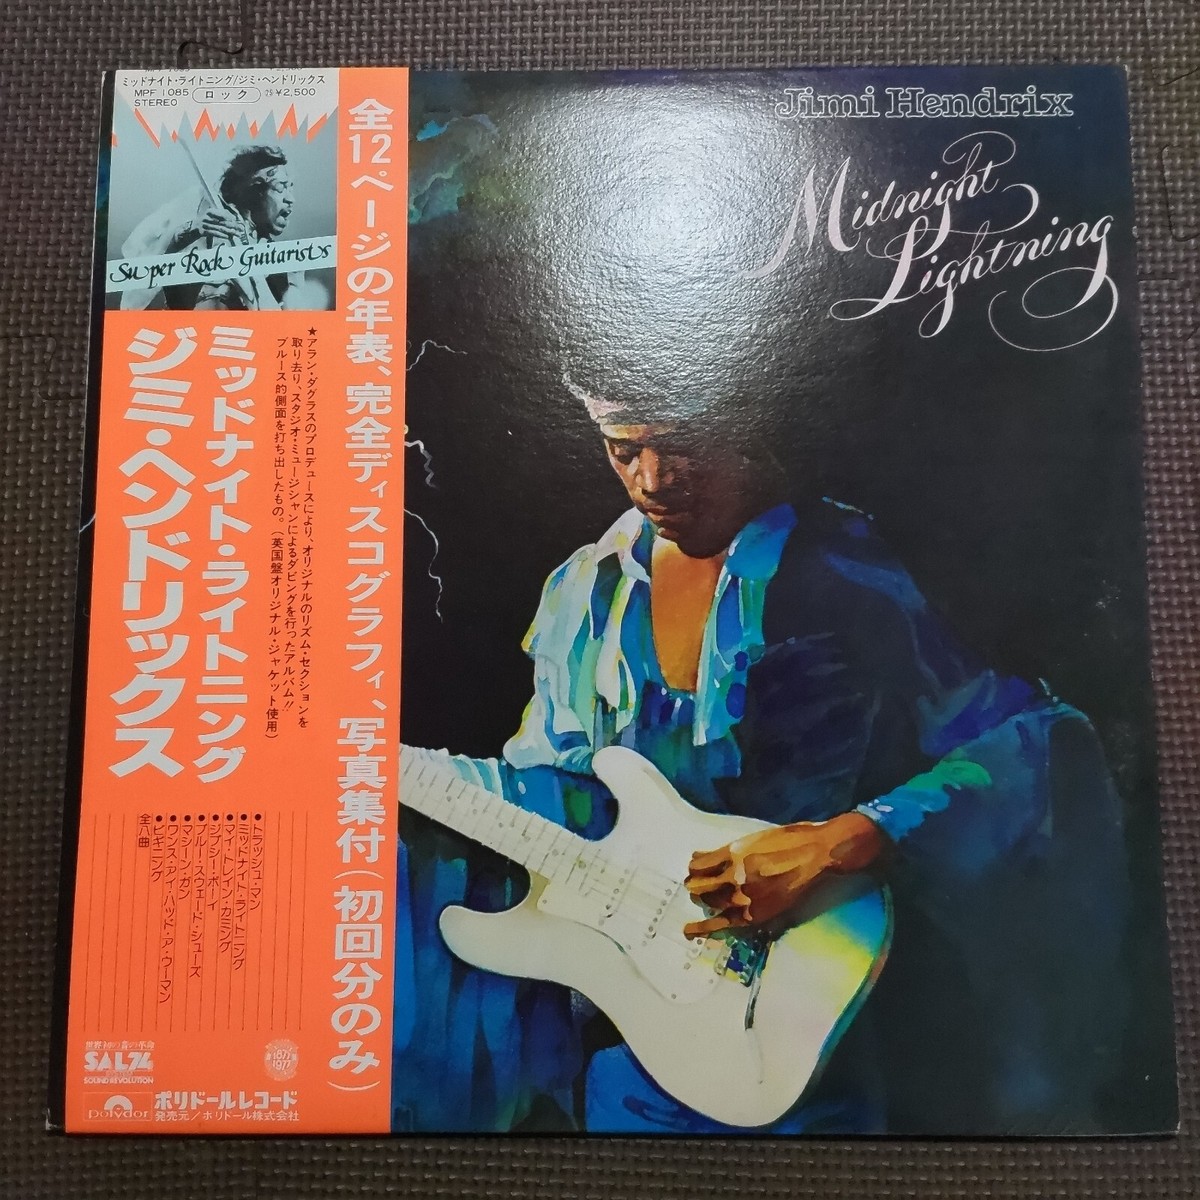 ミッドナイト・ライトニング/ジミ・ヘンドリックス
MPF 1085 ロック ¥2,500
STEREO
Super Rock Guitarists
全12ページの年表、完全ディスコグラフィ、写真集付(初回分のみ)
★アラン・ダグラスのプロデュースにより、オリジナルのリズム・セクションを
取り去り、スタジオ・ミュージシャンによるダビングを行ったアルバム!!
ブルース的側面を打ち出したもの。(英国盤オリジナル・ジャケット使用)
ミッドナイト・ライトニング
ジミ・ヘンドリックス
●トラッシュ・マン
●ミッドナイト・ライトニング
●マイ・トレイン・カミング
●ジプシー・ボーイ
●ブルー・スウェード・シューズ
●マシーン・ガン
●ワンス・アイ・ハッド・ア・ウーマン
●ビギニング
全八曲
世界初の音の革命
SAL74
SOUND REVOLUTION
1877
1977
Polydor
ポリドールレコード
発売元/ポリドール株式会社
Jimi Hendrix
Midnight
Lightning